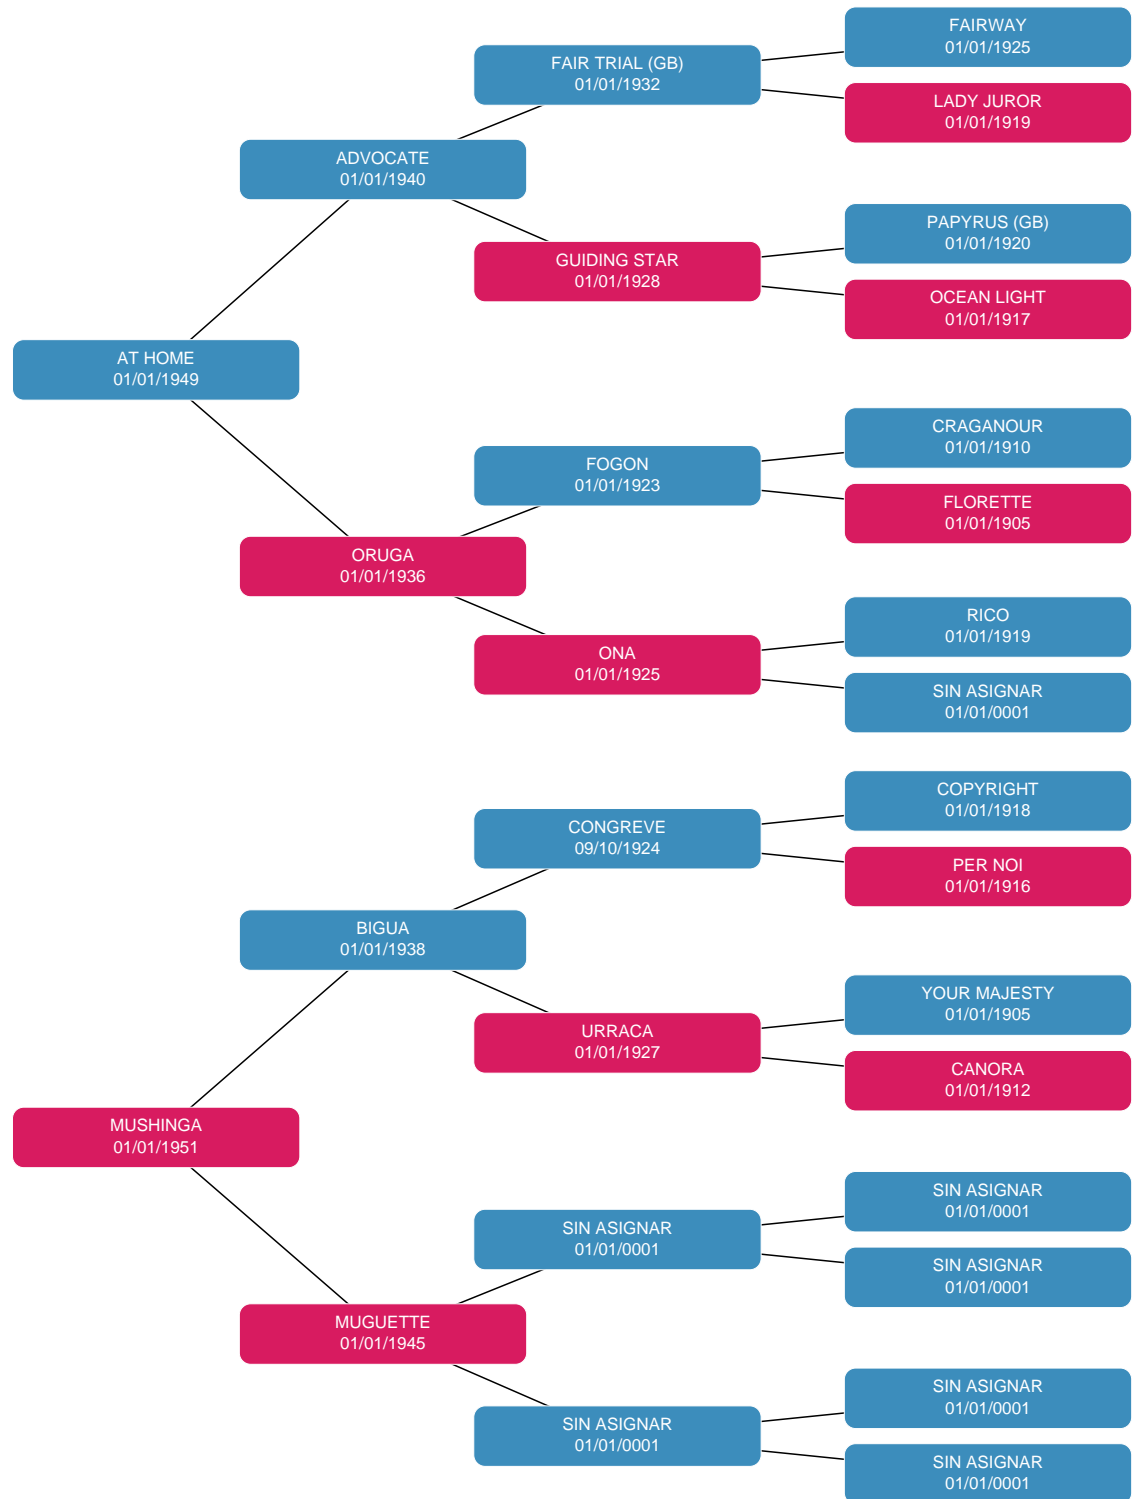 FAIRWAY
01/01/1925
FAIR TRIAL (GB)
01/01/1932
LADY JUROR
01/01/1919
ADVOCATE
01/01/1940
PAPYRUS (GB)
01/01/1920
GUIDING STAR
01/01/1928
OCEAN LIGHT
01/01/1917
AT HOME
01/01/1949
CRAGANOUR
01/01/1910
FOGON
01/01/1923
FLORETTE
01/01/1905
ORUGA
01/01/1936
RICO
01/01/1919
ONA
01/01/1925
SIN ASIGNAR
01/01/0001
COPYRIGHT
01/01/1918
CONGREVE
09/10/1924
PER NOI
01/01/1916
BIGUA
01/01/1938
YOUR MAJESTY
01/01/1905
URRACA
01/01/1927
CANORA
01/01/1912
MUSHINGA
01/01/1951
SIN ASIGNAR
01/01/0001
SIN ASIGNAR
01/01/0001
SIN ASIGNAR
01/01/0001
MUGUETTE
01/01/1945
SIN ASIGNAR
01/01/0001
SIN ASIGNAR
01/01/0001
SIN ASIGNAR
01/01/0001